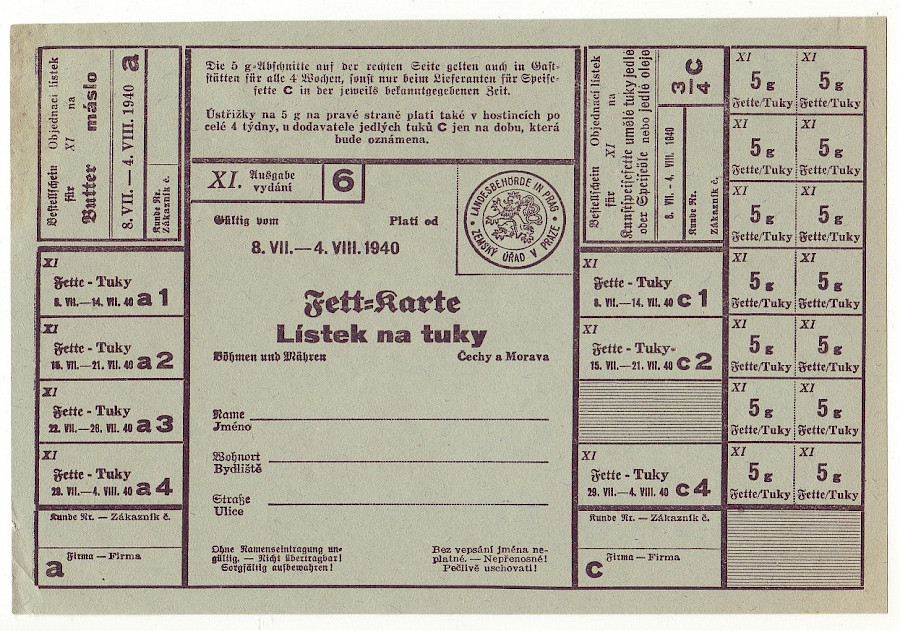 Bestellschein Objednací lístek
für XI na
Butter máslo
8. VII. — 4. VIII. 1940 a
Kunde Nr.
Zákazník č.
XI
Fette - Tuky
8. VII.—14. VII. 40 a 1
XI
Fette - Tuky
15. VII.—21. VII. 40 a 2
XI
Fette - Tuky
22. VII.—28. VII. 40 a 3
XI
Fette - Tuky
29. VII.—4. VIII. 40 a 4
Kunde Nr. — Zákazník č.
Firma — Firma
a
Die 5 g-Abschnitte auf der rechten Seite gelten auch in Gast-
stätten für alle 4 Wochen, sonst nur beim Lieferanten für Speise-
fette C in der jeweils bekanntgegebenen Zeit.
Ústřižky na 5 g na pravé straně platí také v hostincích po
celé 4 týdny, u dodavatele jedlých tuků C jen na dobu, která
bude oznámena.
XI. Ausgabe
vydání 6
LANDESBEHÖRDE IN PRAG
ZEMSKÝ ÚŘAD V PRAZE
Gültig vom Platí od
8. VII.—4. VIII. 1940
Fett-Karte
Lístek na tuky
Böhmen und Mähren Čechy a Morava
Name
Jméno
Wohnort
Bydliště
Straße
Ulice
Ohne Namenseintragung un-
gültig. — Nicht übertragbar!
Sorgfältig aufbewahren!
Bez vepsání jména ne-
platné. — Nepřenosné!
Pečlivě uschovati!
Bestellschein Objednací lístek
für XI na
Kunstspeisefette umělé tuky jedlé
oder Speiseöle nebo jedlé oleje
8. VII. - 4. VIII. 1940
3/4 C
Kunde Nr.
Zákazník č.
XI
Fette - Tuky
8. VII.—14. VII. 40 c 1
XI
Fette - Tuky
15. VII.—21. VII. 40 c 2
XI
Fette - Tuky
29. VII.—4. VIII. 40 c 4
Kunde Nr. — Zákazník č.
Firma — Firma
c
XI XI
5 g 5 g
Fette/Tuky Fette/Tuky
XI XI
5 g 5 g
Fette/Tuky Fette/Tuky
XI XI
5 g 5 g
Fette/Tuky Fette/Tuky
XI XI
5 g 5 g
Fette/Tuky Fette/Tuky
XI XI
5 g 5 g
Fette/Tuky Fette/Tuky
XI XI
5 g 5 g
Fette/Tuky Fette/Tuky
XI XI
5 g 5 g
Fette/Tuky Fette/Tuky